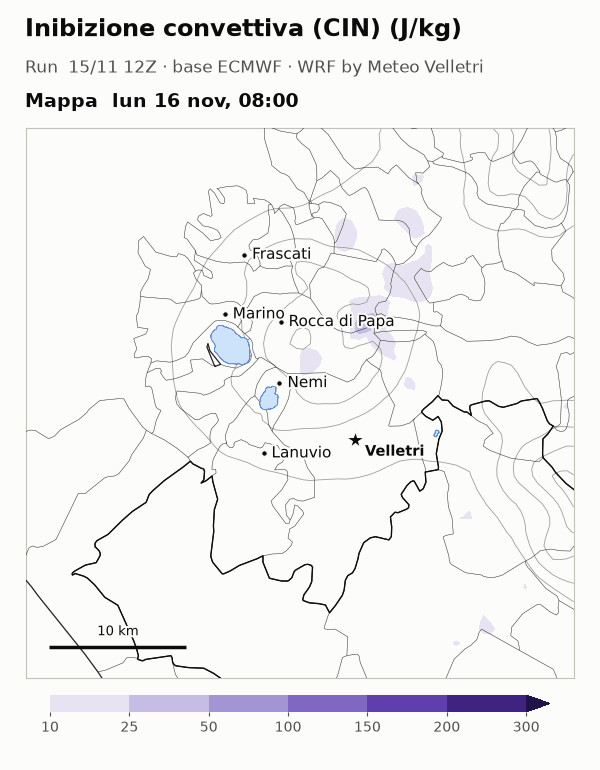 Inibizione convettiva (CIN) (J/kg)
Run  15/11 12Z · base ECMWF · WRF by Meteo Velletri
Mappa  lun 16 nov, 08:00
Frascati
Marino
Rocca di Papa
Nemi
Velletri
Lanuvio
10 km
10 25 50 100 150 200 300